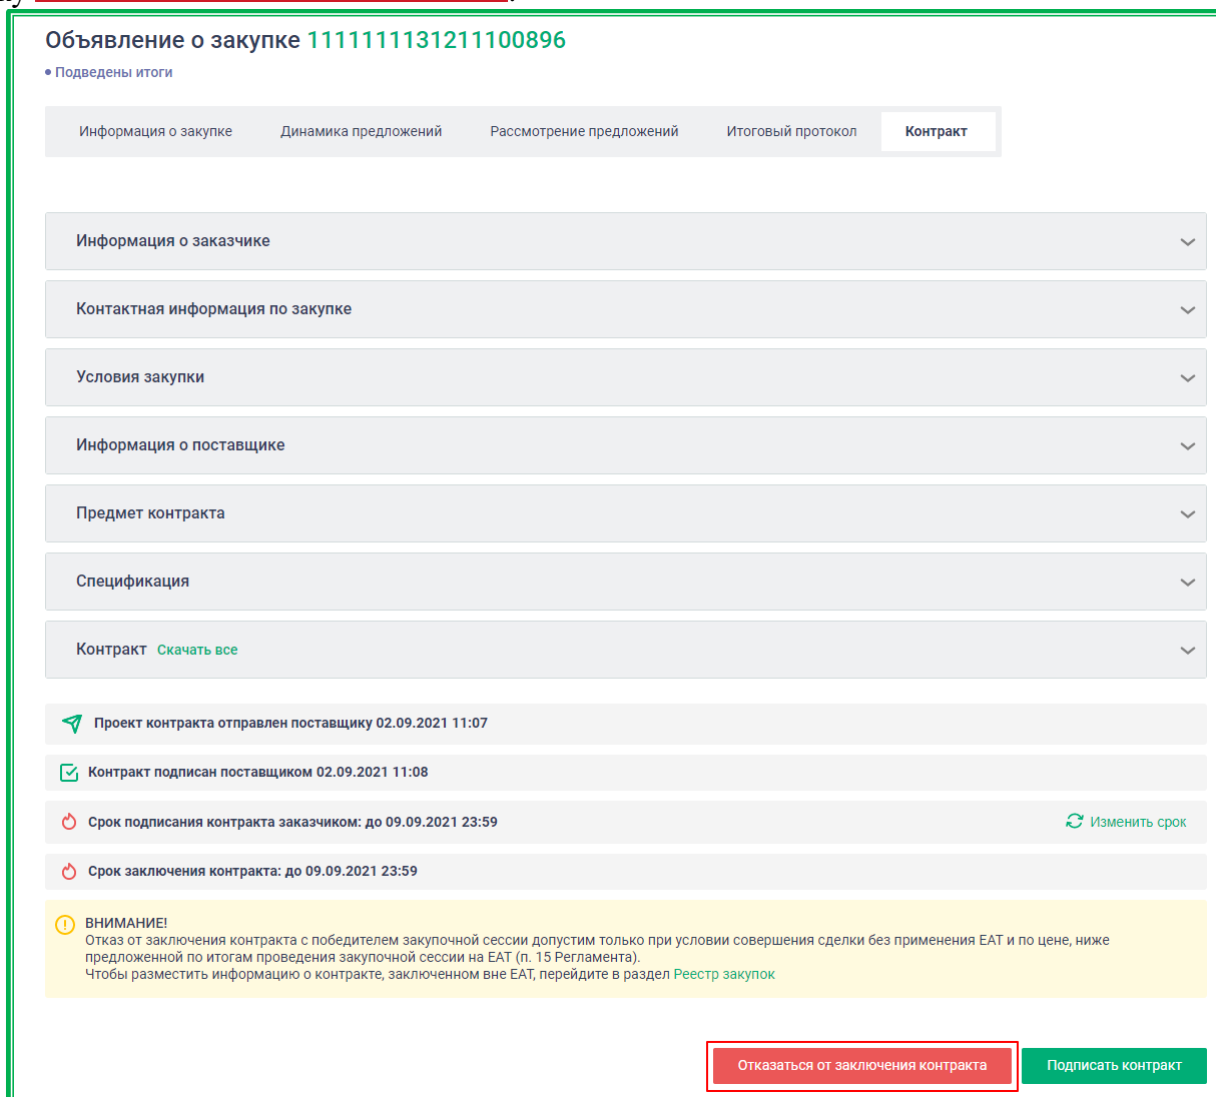 ку
Объявление о закупке 1111111131211100896
Подведены итоги
Информация о закупке Динамика предложений Рассмотрение предложений Итоговый протокол Контракт
Информация о заказчике
Контактная информация по закупке
Условия закупки
Информация о поставщике
Предмет контракта
Спецификация
Контракт Скачать все
Проект контракта отправлен поставщику 02.09.2021 11:07
Контракт подписан поставщиком 02.09.2021 11:08
Срок подписания контракта заказчиком: до 09.09.2021 23:59 Изменить срок
Срок заключения контракта: до 09.09.2021 23:59
ВНИМАНИЕ!
Отказ от заключения контракта с победителем закупочной сессии допустим только при условии совершения сделки без применения ЕАТ и по цене, ниже
предложенной по итогам проведения закупочной сессии на ЕАТ (п. 15 Регламента).
Чтобы разместить информацию о контракте, заключенном вне ЕАТ, перейдите в раздел Реестр закупок
Отказаться от заключения контракта Подписать контракт